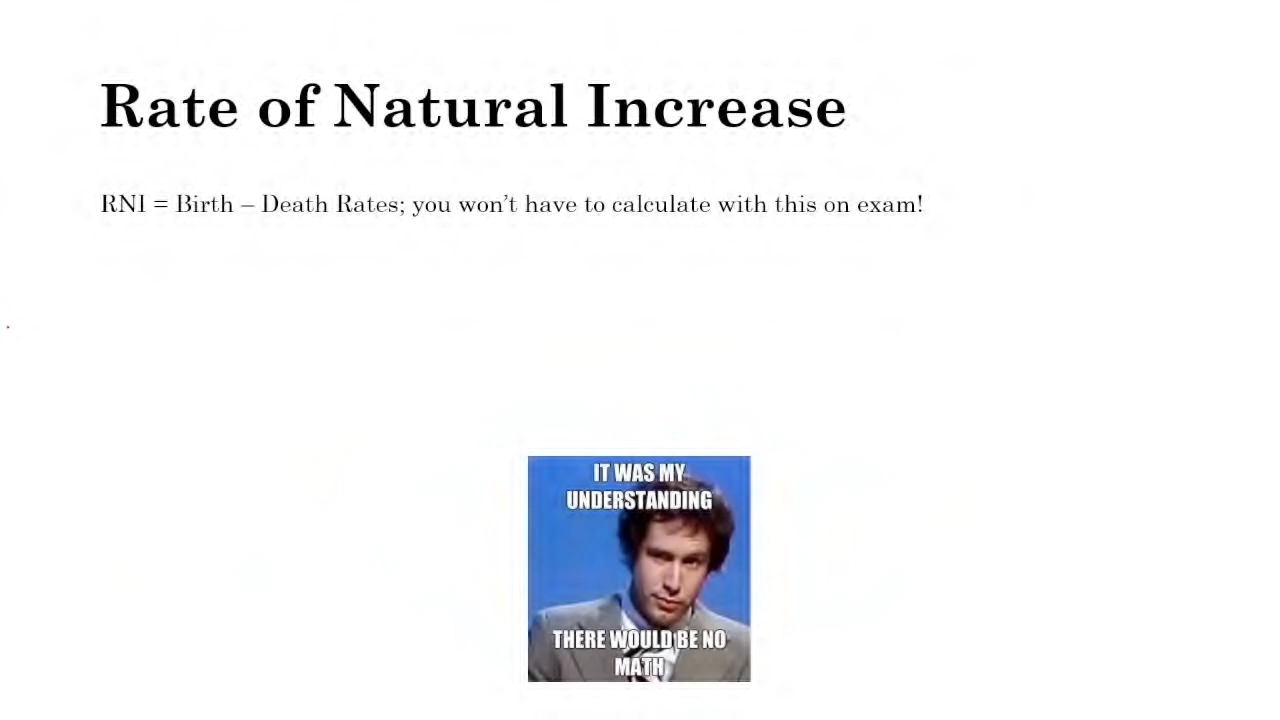 Rate of Natural Increase
RNI = Birth – Death Rates; you won’t have to calculate with this on exam!
IT WAS MY
UNDERSTANDING
THERE WOULD BE NO
MATH